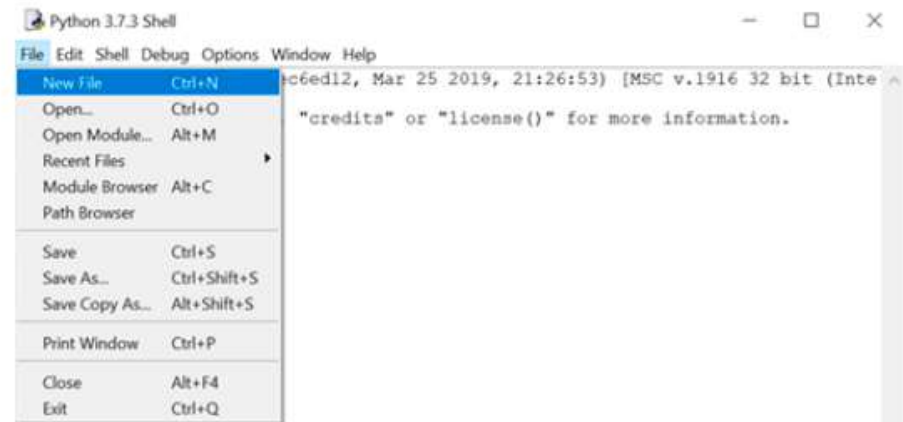 Python 3.7.3 Shell
File Edit Shell Debug Options Window Help
New File Ctrl+N
c6ed12, Mar 25 2019, 21:26:53) [MSC v.1916 32 bit (Inte
Open... Ctrl+O
"credits" or "license()" for more information.
Open Module... Alt+M
Recent Files
Module Browser Alt+C
Path Browser
Save Ctrl+S
Save As... Ctrl+Shift+S
Save Copy As... Alt+Shift+S
Print Window Ctrl+P
Close Alt+F4
Exit Ctrl+Q